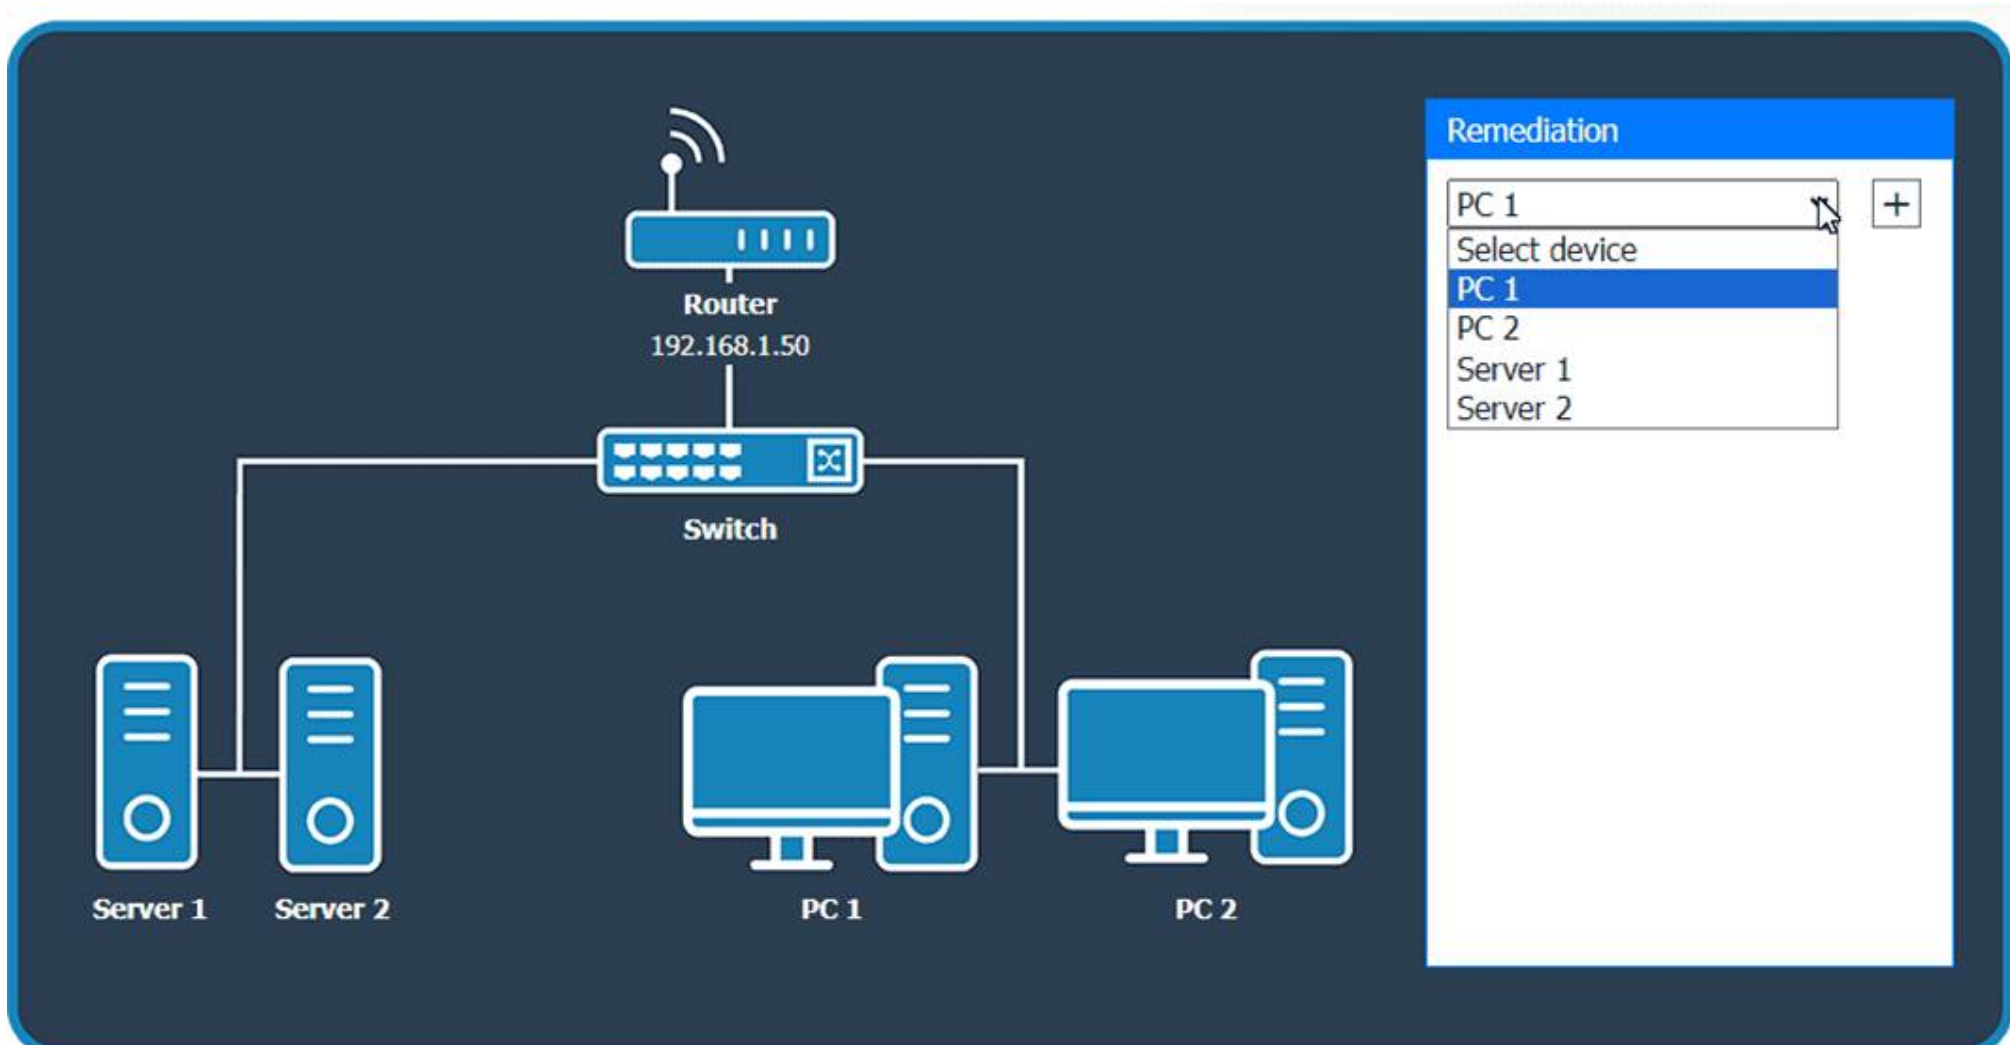 Remediation
PC 1
+
Select device
PC 1
PC 2
Server 1
Server 2
Router
192.168.1.50
Switch
Server 1
Server 2
PC 1
PC 2